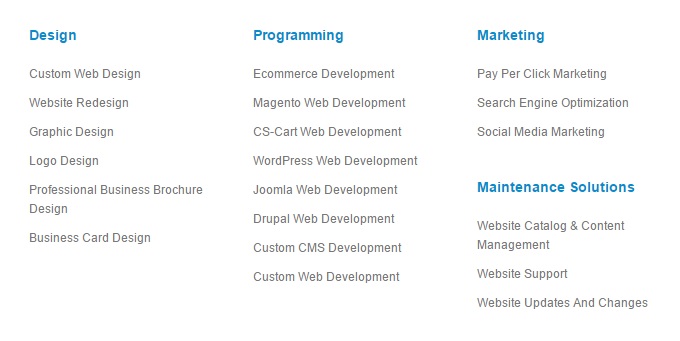 Design
Custom Web Design
Website Redesign
Graphic Design
Logo Design
Professional Business Brochure
Design
Business Card Design
Programming
Ecommerce Development
Magento Web Development
CS-Cart Web Development
WordPress Web Development
Joomla Web Development
Drupal Web Development
Custom CMS Development
Custom Web Development
Marketing
Pay Per Click Marketing
Search Engine Optimization
Social Media Marketing
Maintenance Solutions
Website Catalog & Content
Management
Website Support
Website Updates And Changes